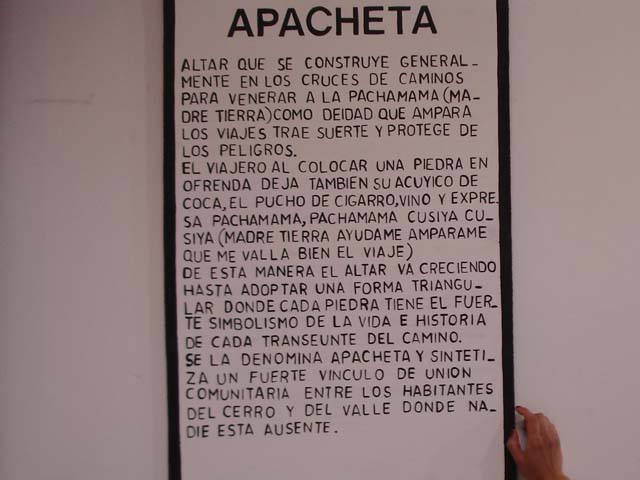 APACHETA
ALTAR QUE SE CONSTRUYE GENERAL_
MENTE EN LOS CRUCES DE CAMINOS
PARA VENERAR A LA PACHAMAMA (MA_
DRE TIERRA) COMO DEIDAD QUE AMPARA
LOS VIAJES TRAE SUERTE Y PROTEGE DE
LOS PELIGROS.
EL VIAJERO AL COLOCAR UNA PIEDRA EN
OFRENDA DEJA TAMBIEN SU ACUYICO DE
COCA, EL PUCHO DE CIGARRO, VINO Y EXPRE_
SA PACHAMAMA, PACHAMAMA CUSIYA CU_
SIYA (MADRE TIERRA AYUDAME AMPARAME
QUE ME VALLA BIEN EL VIAJE)
DE ESTA MANERA EL ALTAR VA CRECIENDO
HASTA ADOPTAR UNA FORMA TRIANGU_
LAR DONDE CADA PIEDRA TIENE EL FUER_
TE SIMBOLISMO DE LA VIDA E HISTORIA
DE CADA TRANSEUNTE DEL CAMINO.
SE LA DENOMINA APACHETA Y SINTETI_
ZA UN FUERTE VINCULO DE UNION
COMUNITARIA ENTRE LOS HABITANTES
DEL CERRO Y DEL VALLE DONDE NA_
DIE ESTA AUSENTE.